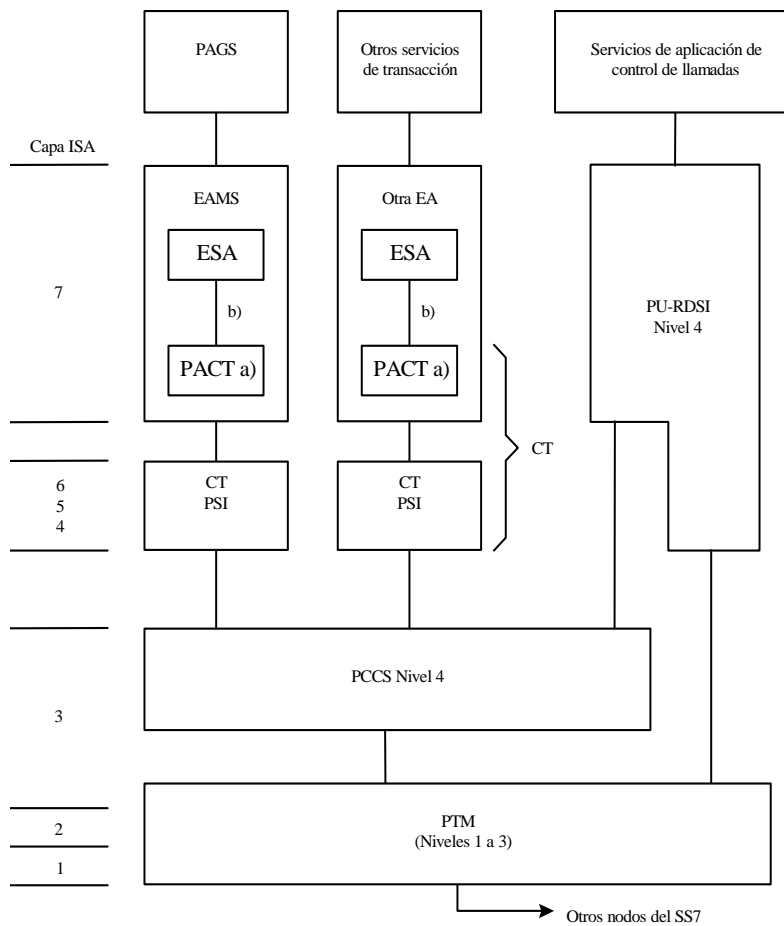 PAGS
Otros servicios
de transacción
Servicios de aplicación de
control de llamadas
Capa ISA
EAMS
Otra EA
ESA
ESA
7
b)
b)
PU-RDSI
Nivel 4
PACT a)
PACT a)
CT
6
5
4
CT
PSI
CT
PSI
PCCS Nivel 4
3
PTM
(Niveles 1 a 3)
2
1
Otros nodos del SS7